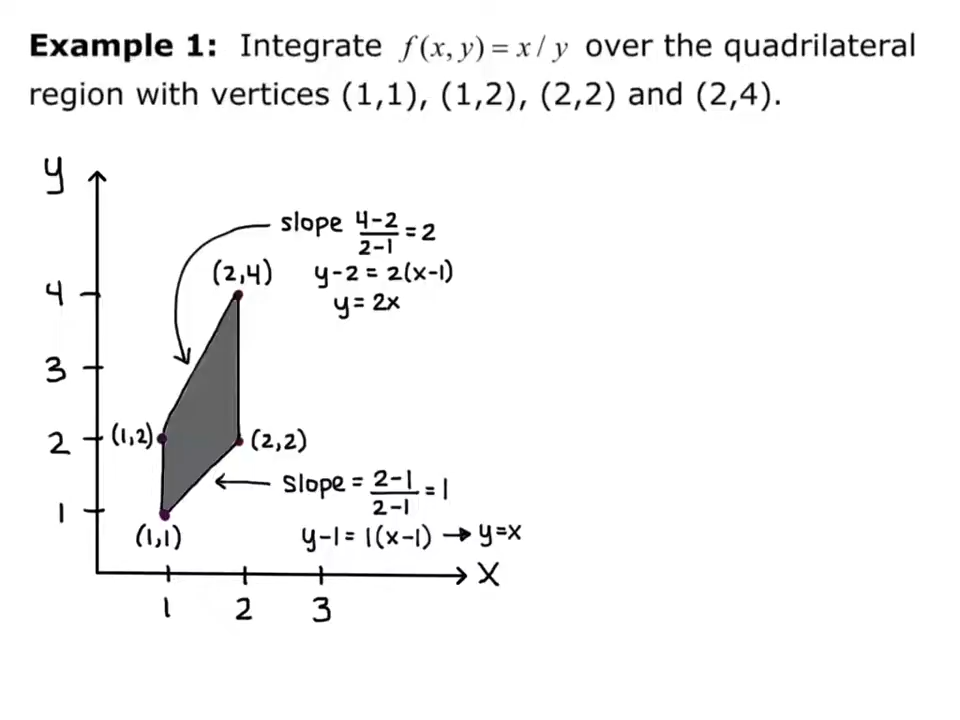 Example 1: Integrate f(x, y) = x / y over the quadrilateral
region with vertices (1,1), (1,2), (2,2) and (2,4).
y
slope 4-2/2-1 = 2
(2,4)
y-2 = 2(x-1)
y = 2x
4
3
2
1
(1,2)
(2,2)
Slope = 2-1/2-1 = 1
(1,1)
y-1 = 1(x-1) → y=x
x
1 2 3